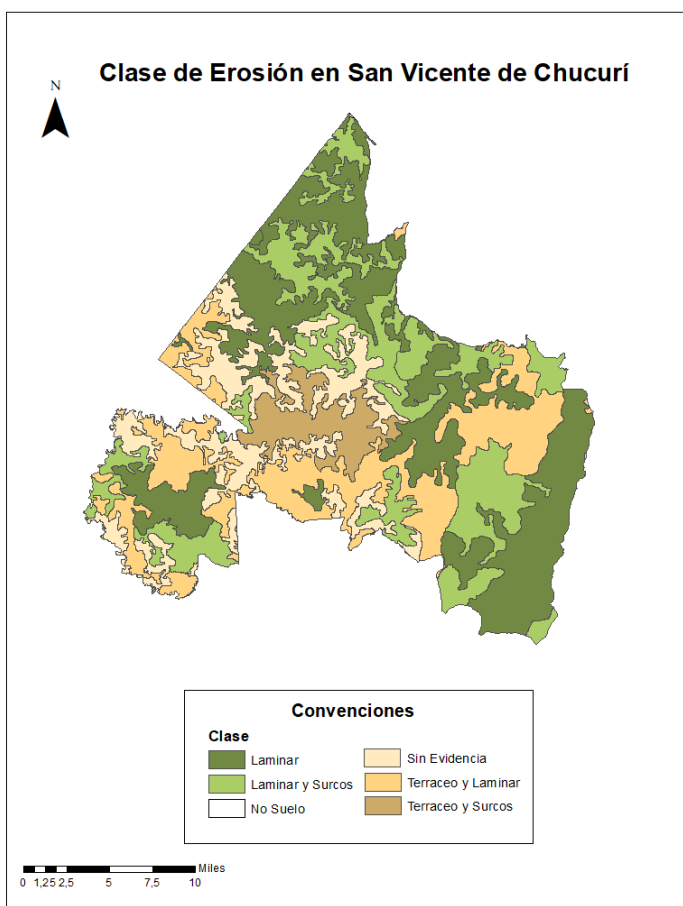 Clase de Erosión en San Vicente de Chucurí
N
Convenciones
Clase
Laminar
Laminar y Surcos
No Suelo
Sin Evidencia
Terraceo y Laminar
Terraceo y Surcos
Miles
0 1,25 2,5 5 7,5 10